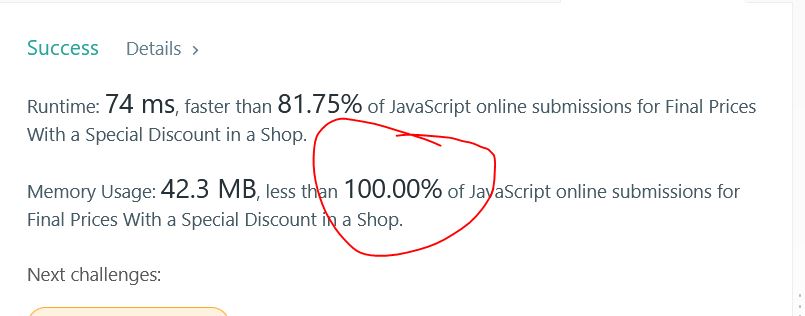 Success Details >
Runtime: 74 ms, faster than 81.75% of JavaScript online submissions for Final Prices
With a Special Discount in a Shop.
Memory Usage: 42.3 MB, less than 100.00% of JavaScript online submissions for
Final Prices With a Special Discount in a Shop.
Next challenges: